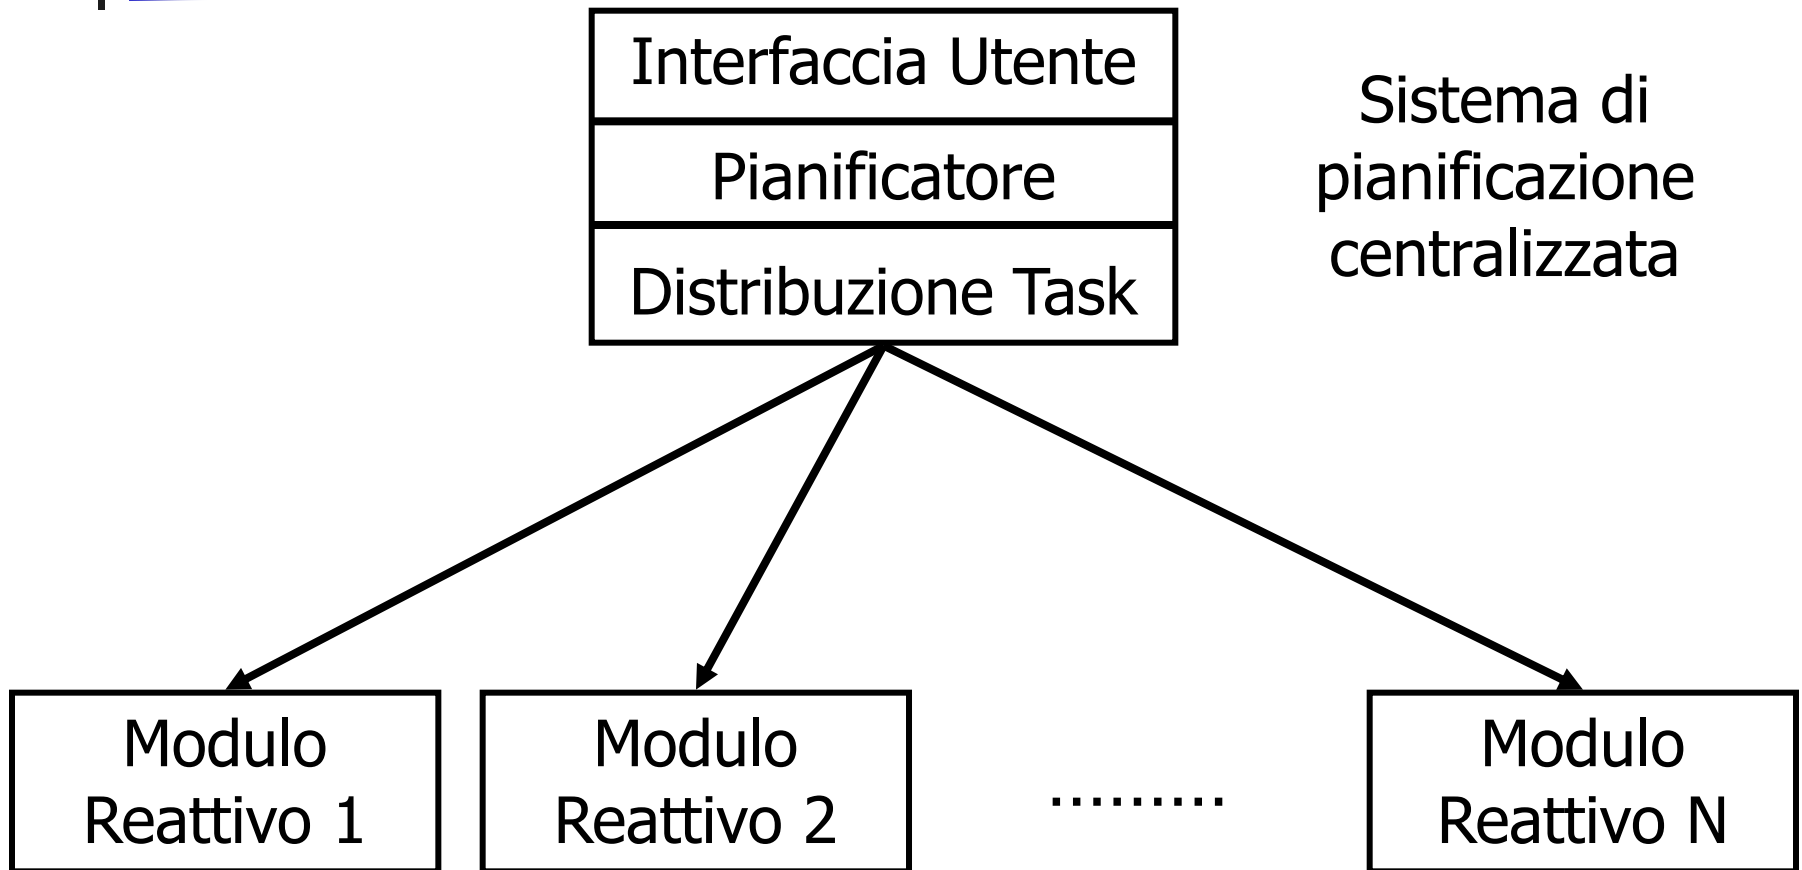 Interfaccia Utente
Pianificatore
Distribuzione Task
Sistema di
pianificazione
centralizzata
Modulo
Reattivo 1
Modulo
Reattivo 2
.........
Modulo
Reattivo N